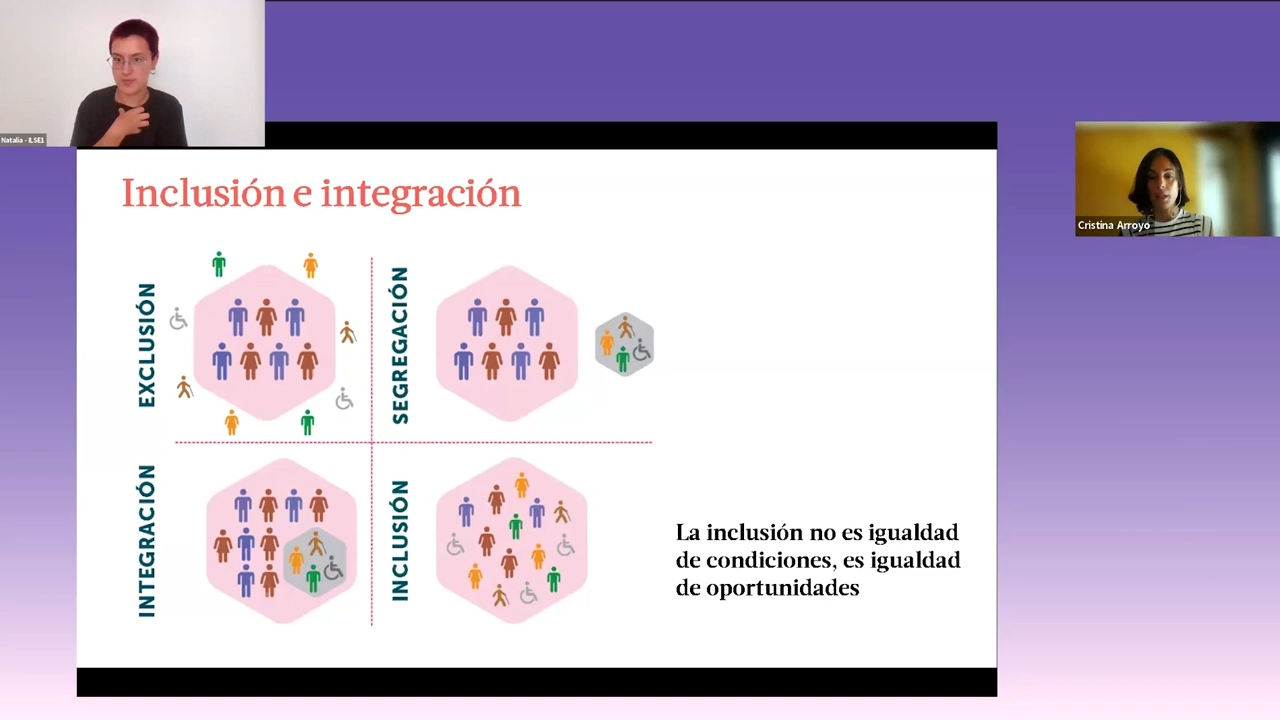 Natalia - ILSE1
Cristina Arroyo
Inclusión e integración
EXCLUSIÓN
SEGREGACIÓN
INTEGRACIÓN
INCLUSIÓN
La inclusión no es igualdad
de condiciones, es igualdad
de oportunidades